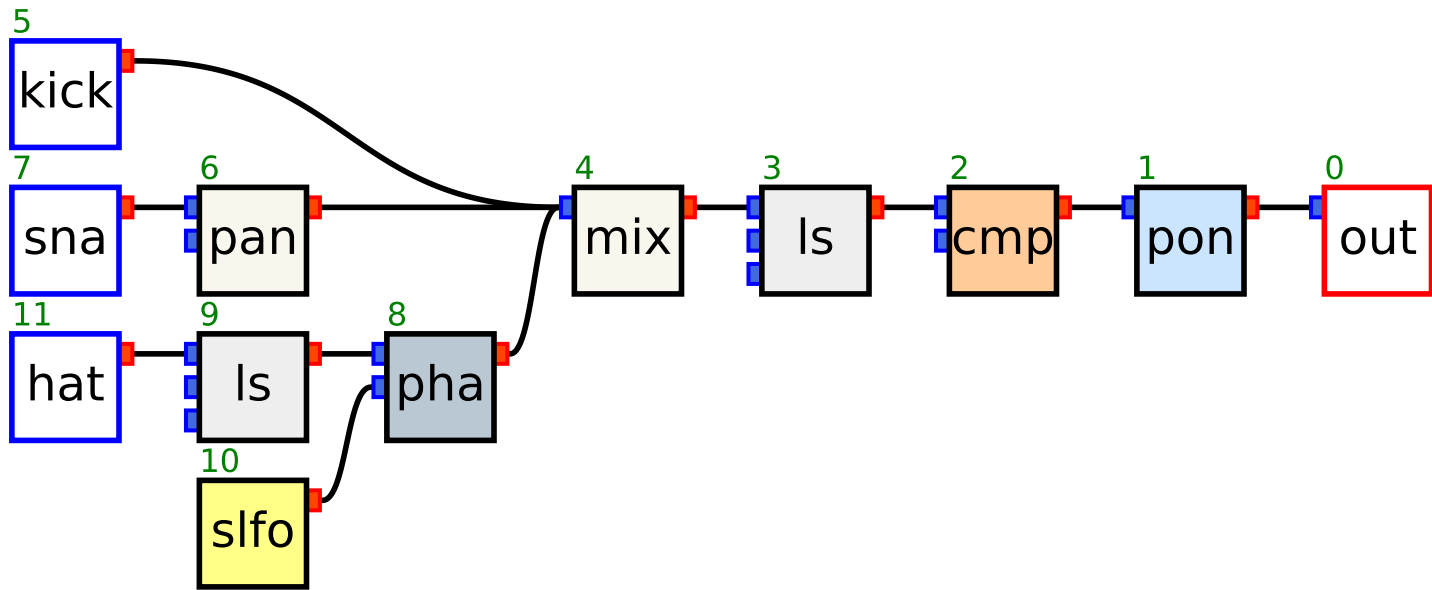 5
kick
7 6 4 3 2 1 0
sna pan mix ls cmp pon out
11 9 8
hat ls pha
10
slfo